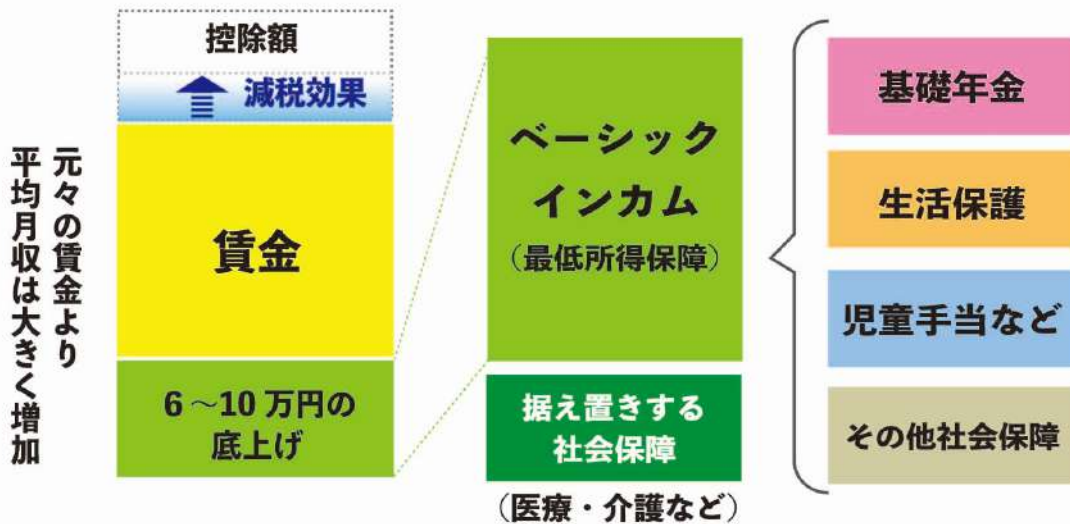 元々の賃金より
平均月収は大きく増加
控除額
減税効果
賃金
6～10万円の
底上げ
ベーシック
インカム
（最低所得保障）
据え置きする
社会保障
（医療・介護など）
基礎年金
生活保護
児童手当など
その他社会保障